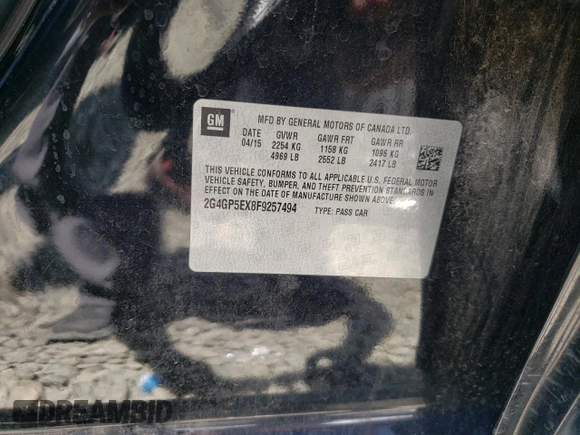 GM
MFD BY GENERAL MOTORS OF CANADA LTD.
DATE GVWR GAWR FRT GAWR RR
04/15 2254 KG 1158 KG 1096 KG
4969 LB 2552 LB 2417 LB
THIS VEHICLE CONFORMS TO ALL APPLICABLE U.S. FEDERAL MOTOR
VEHICLE SAFETY, BUMPER, AND THEFT PREVENTION STANDARDS IN
EFFECT ON THE DATE OF MANUFACTURE SHOWN ABOVE.
2G4GP5EX8F9257494 TYPE: PASS CAR
DREAMBID